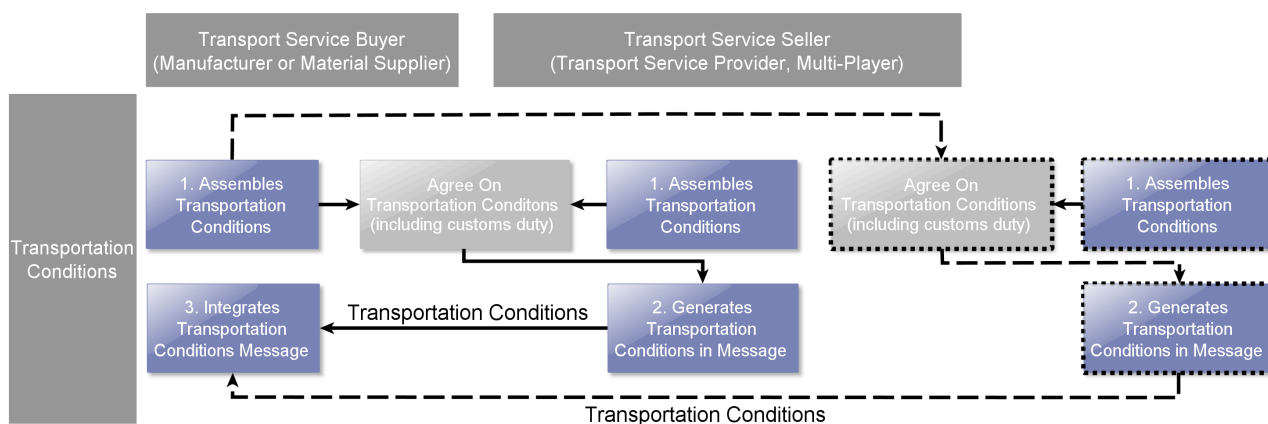 Transport Service Buyer
(Manufacturer or Material Supplier)
Transport Service Seller
(Transport Service Provider, Multi-Player)
Transportation
Conditions
1. Assembles
Transportation
Conditions
Agree On
Transportation Conditons
(including customs duty)
1. Assembles
Transportation
Conditions
Agree On
Transportation Conditions
(including customs duty)
1. Assembles
Transportation
Conditions
3. Integrates
Transportation
Conditions Message
Transportation Conditions
2. Generates
Transportation
Conditions in Message
2. Generates
Transportation
Conditions in Message
Transportation Conditions